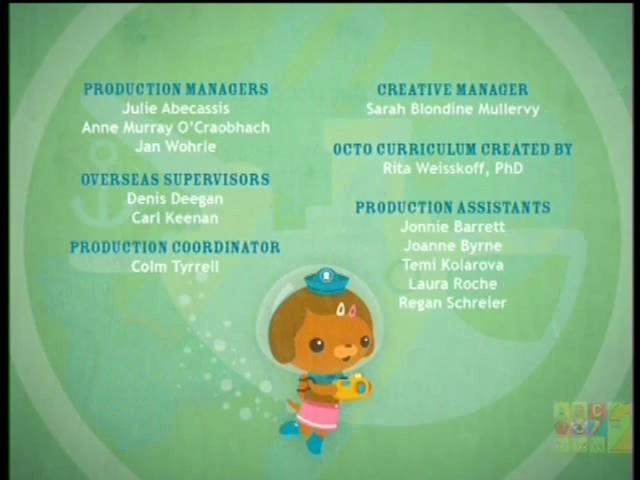 PRODUCTION MANAGERS
Julie Abecassis
Anne Murray O'Craobhach
Jan Wohrle
OVERSEAS SUPERVISORS
Denis Deegan
Carl Keenan
PRODUCTION COORDINATOR
Colm Tyrrell
CREATIVE MANAGER
Sarah Blondine Mullervy
OCTO CURRICULUM CREATED BY
Rita Weisskoff, PhD
PRODUCTION ASSISTANTS
Jonnie Barrett
Joanne Byrne
Temi Kolarova
Laura Roche
Regan Schreier
ABC